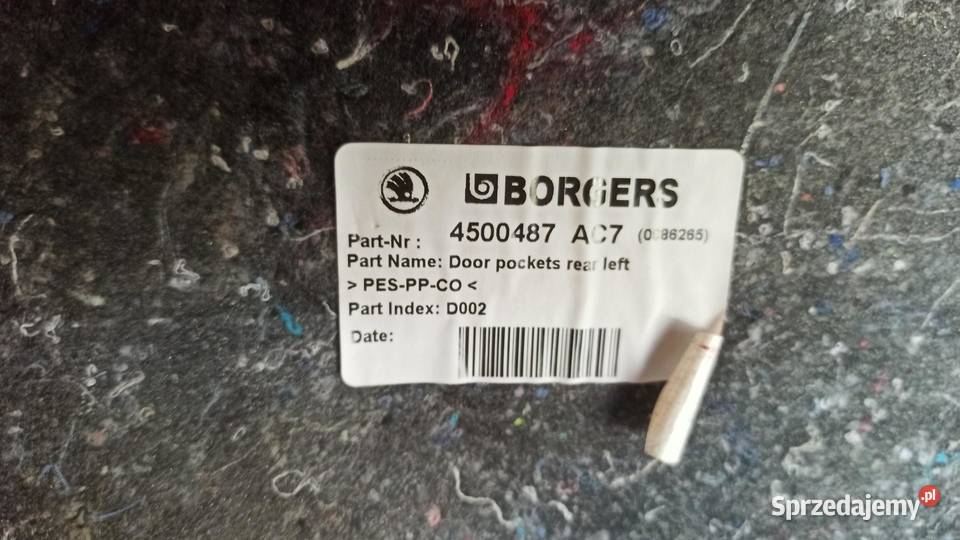 BORGERS
Part-Nr : 4500487 AC7 (0086265)
Part Name: Door pockets rear left
> PES-PP-CO <
Part Index: D002
Date:
Sprzedajemy.pl